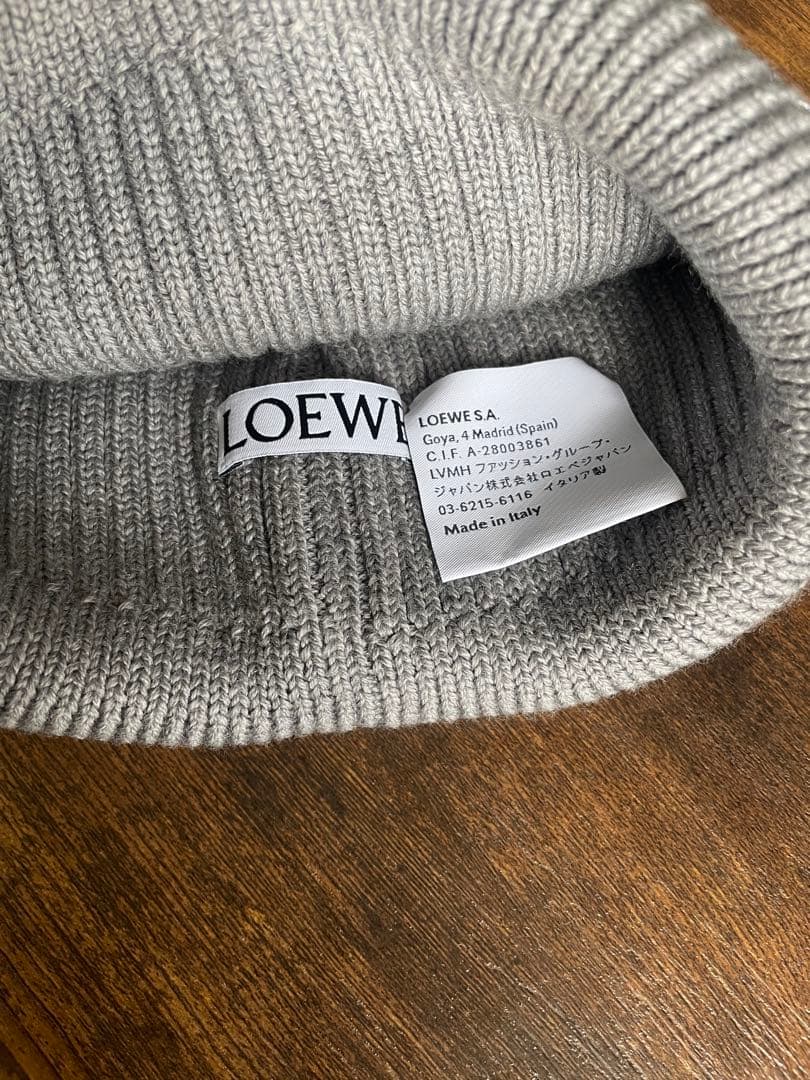 LOEWE
LOEWE S.A.
Goya, 4 Madrid (Spain)
C.I.F. A-28003861
LVMH ファッション・グループ・
ジャパン株式会社ロエベジャパン
03-6215-6116 イタリア製
Made in Italy